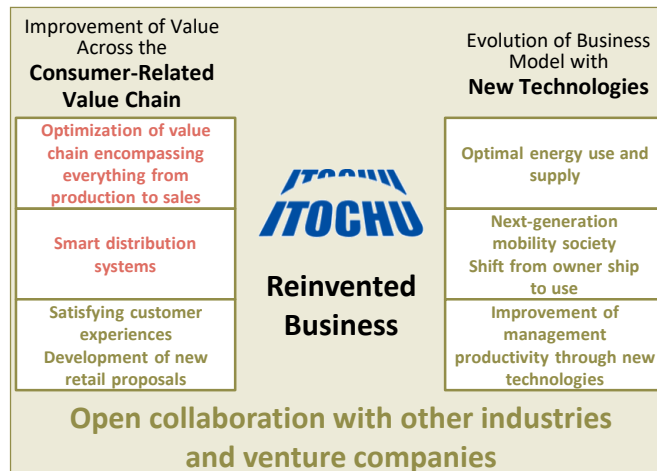 Improvement of Value
Across the
Consumer-Related
Value Chain
Optimization of value
chain encompassing
everything from
production to sales
Smart distribution
systems
Satisfying customer
experiences
Development of new
retail proposals
ITOCHU
Reinvented
Business
Evolution of Business
Model with
New Technologies
Optimal energy use and
supply
Next-generation
mobility society
Shift from owner ship
to use
Improvement of
management
productivity through new
technologies
Open collaboration with other industries
and venture companies